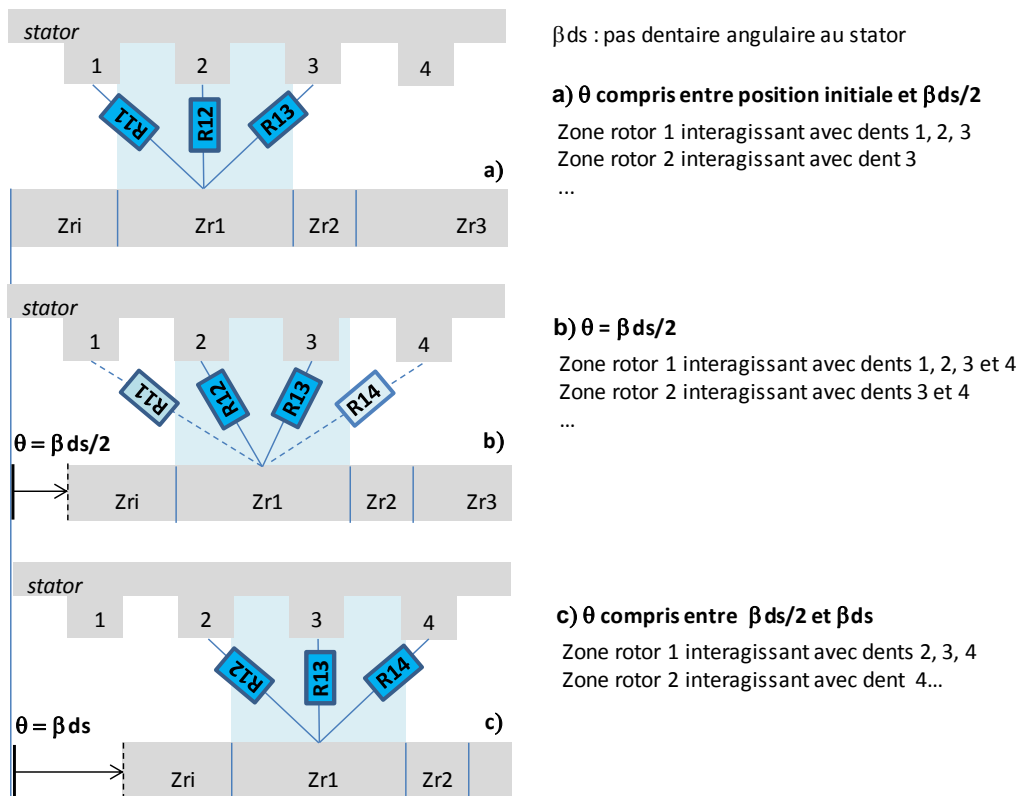 stator
1
2
3
4
R11
R12
R13
a)
Zri
Zr1
Zr2
Zr3
βds : pas dentaire angulaire au stator
a) θ compris entre position initiale et βds/2
Zone rotor 1 interagissant avec dents 1, 2, 3
Zone rotor 2 interagissant avec dent 3
...
stator
1
2
3
4
R11
R12
R13
R14
θ = βds/2
b)
Zri
Zr1
Zr2
Zr3
b) θ = βds/2
Zone rotor 1 interagissant avec dents 1, 2, 3 et 4
Zone rotor 2 interagissant avec dents 3 et 4
...
stator
1
2
3
4
R12
R13
R14
θ = βds
c)
Zri
Zr1
Zr2
c) θ compris entre βds/2 et βds
Zone rotor 1 interagissant avec dents 2, 3, 4
Zone rotor 2 interagissant avec dent 4...